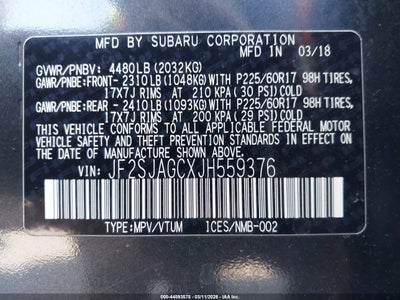 MFD BY SUBARU CORPORATION
GVWR/PNBV: 4480LB(2032KG) IN 03/18
GAWR/PNBE:FRONT-2310LB(1048KG)WITH P225/60R17 98H TIRES,
17X7J RIMS, AT 210 KPA(30 PSI)COLD
GAWR/PNBE:REAR -2410LB(1093KG)WITH P225/60R17 98H TIRES,
17X7J RIMS, AT 200 KPA(29 PSI)COLD
THIS VEHICLE CONFORMS TO ALL APPLICABLE FEDERAL MOTOR
VEHICLE SAFETY, BUMPER, AND THEFT PREVENTION STANDARDS
IN EFFECT ON THE DATE OF MANUFACTURE SHOWN ABOVE.
VIN: JF2SJAGCXJH559376
TYPE:MPV/VTUM ICES/NMB-002
000-44593575 - 03/11/2026 - IAAI.COM